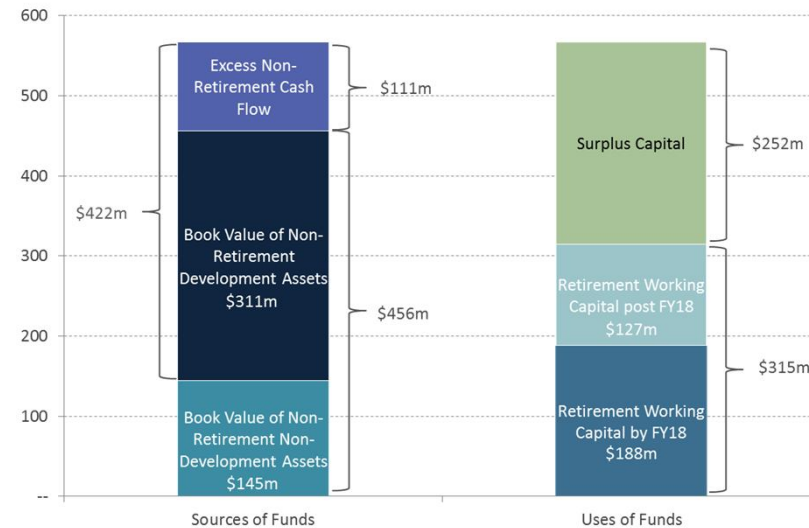 600
500
400
300
200
100
--
Excess Non-
Retirement Cash
Flow
$111m
$422m
Book Value of Non-
Retirement
Development Assets
$311m
$456m
Book Value of Non-
Retirement Non-
Development Assets
$145m
Surplus Capital
$252m
Retirement Working
Capital post FY18
$127m
$315m
Retirement Working
Capital by FY18
$188m
Sources of Funds
Uses of Funds